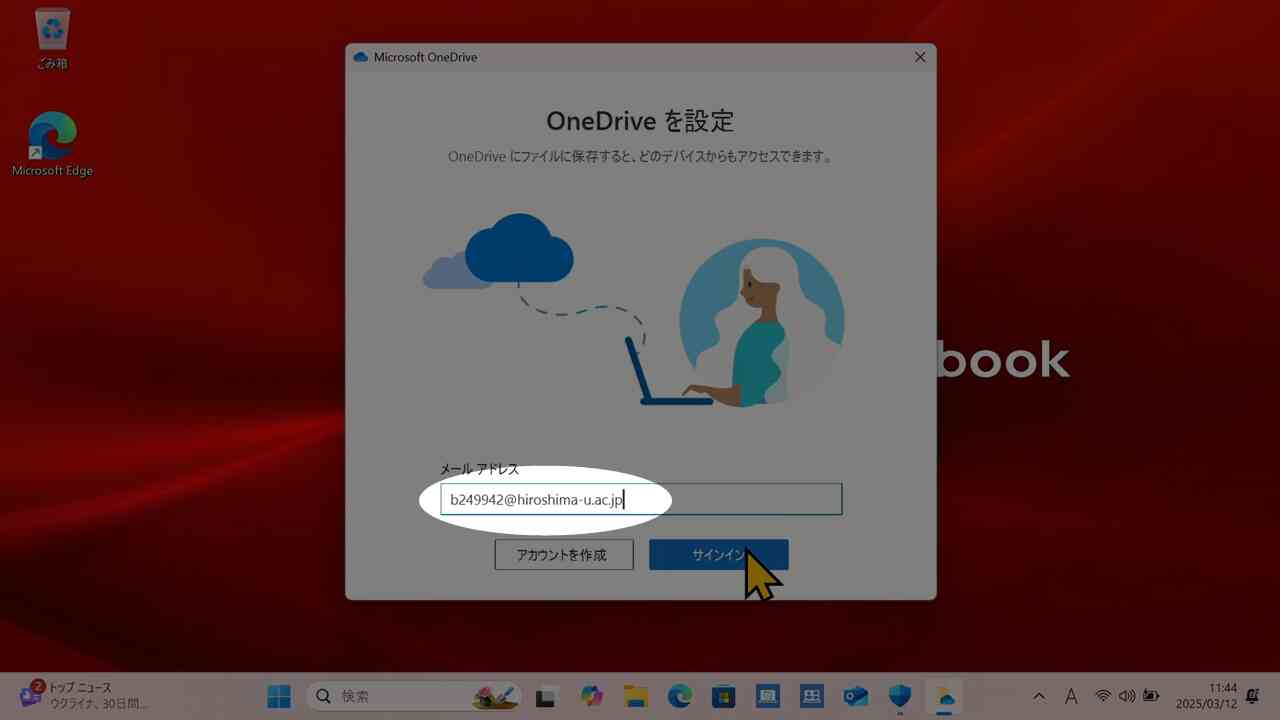 ごみ箱
Microsoft Edge
Microsoft OneDrive
OneDrive を設定
OneDrive にファイルに保存すると、どのデバイスからもアクセスできます。
book
メール アドレス
b249942@hiroshima-u.ac.jp
アカウントを作成
サインイン
2
トップ ニュース
ウクライナ、30日間...
検索
A
11:44
2025/03/12